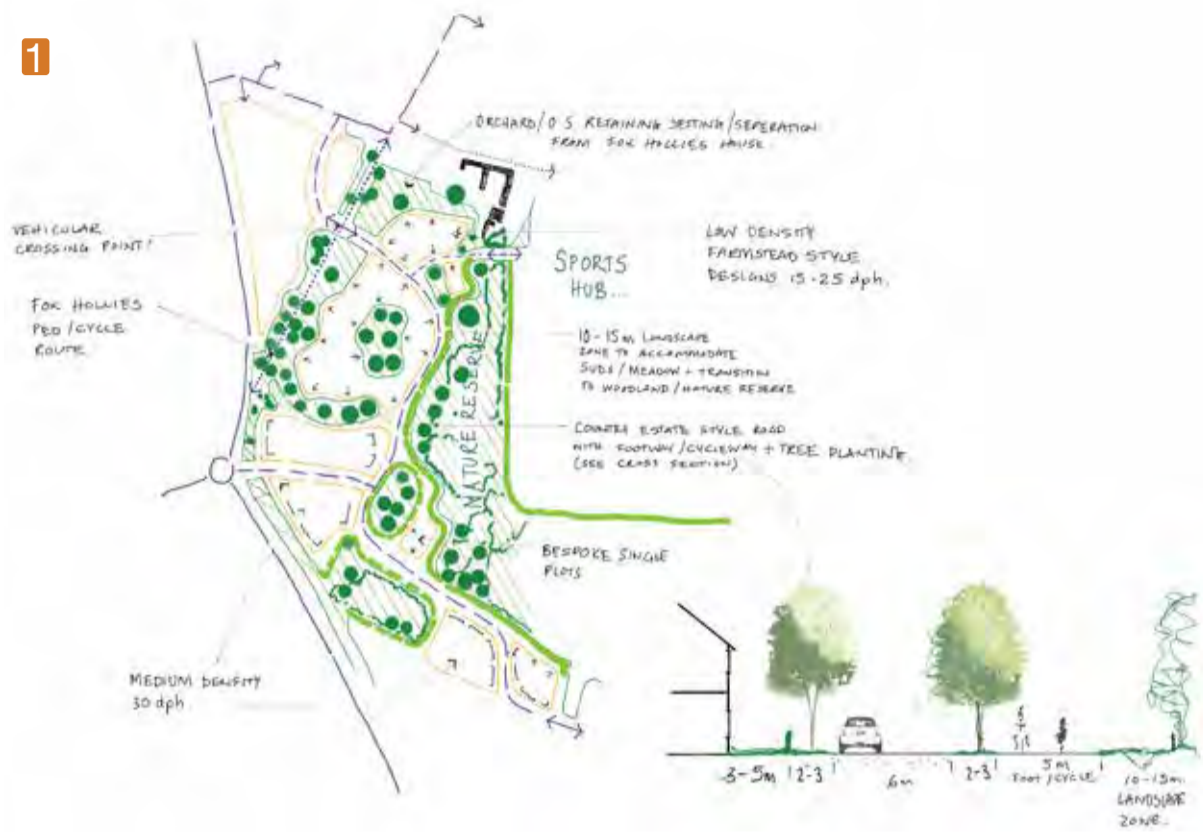 1
ORCHARD/O S RETAINING SETTING/SEPERATION
FROM FOX HOLLIES HOUSE.
VEHICULAR
CROSSING POINT!
FOX HOLLIES
PED/CYCLE
ROUTE
SPORTS
HUB...
LOW DENSITY
FARMSTEAD STYLE
DESIGNS 15-25 dph.
10-15m LANDSCAPE
ZONE TO ACCOMMODATE
SUDS/MEADOW + TRANSITION
TO WOODLAND/NATURE RESERVE
NATURE RESERVE
COUNTRY ESTATE STYLE ROAD
WITH FOOTWAY/CYCLEWAY + TREE PLANTING
(SEE CROSS SECTION)
BESPOKE SINGLE
PLOTS
MEDIUM DENSITY
30 dph
3-5m 2-3 6m 2-3 5m
FOOT/CYCLE
10-15m
LANDSCAPE
ZONE..